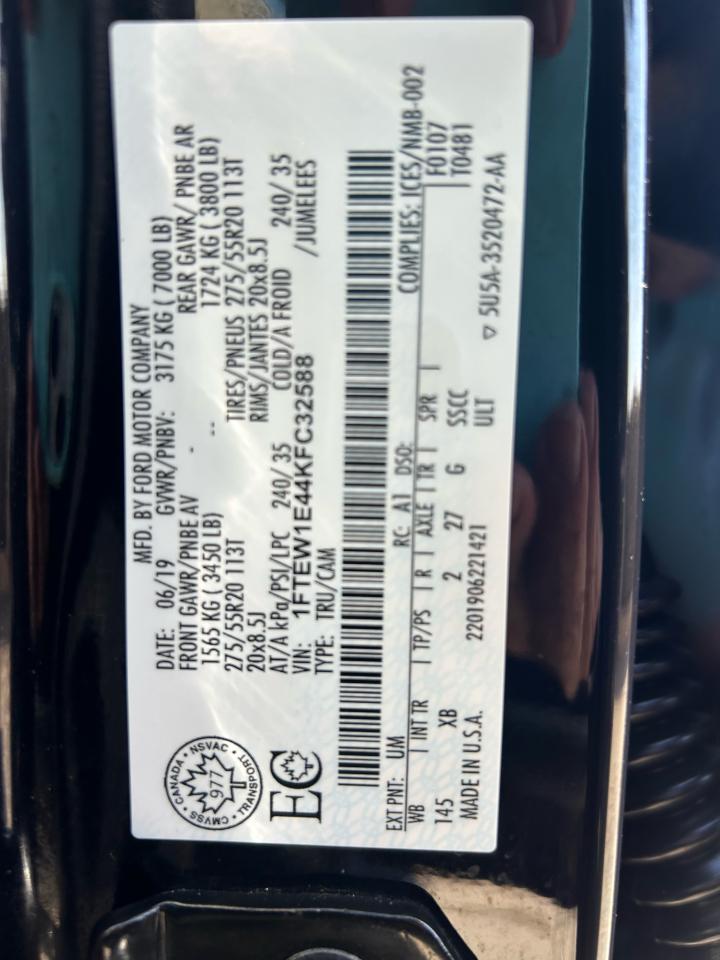 MFD. BY FORD MOTOR COMPANY
DATE: 06/19 GVWR/PNBV: 3175 KG ( 7000 LB)
FRONT GAWR/PNBE AV - REAR GAWR/ PNBE AR
1565 KG ( 3450 LB) -- 1724 KG ( 3800 LB)
275/55R20 113T TIRES/PNEUS 275/55R20 113T
20x8.5J RIMS/JANTES 20x8.5J
AT/A kPa/PSI/LPC 240/ 35 COLD/A FROID 240/ 35
VIN: 1FTEW1E44KFC32588 /JUMELEES
TYPE: TRU/CAM
CANADA • NSVAC • TRANSPORT • CMVSS •
977
EC
EXT PNT: UM RC: A1 DSO: COMPLIES: ICES/NMB-002
WB | INT TR | TP/PS | R | AXLE | TR | SPR | F0107
145 XB 2 27 G SSCC T0481
MADE IN U.S.A. 2201906221421 ULT ▽ 5U5A-3520472-AA